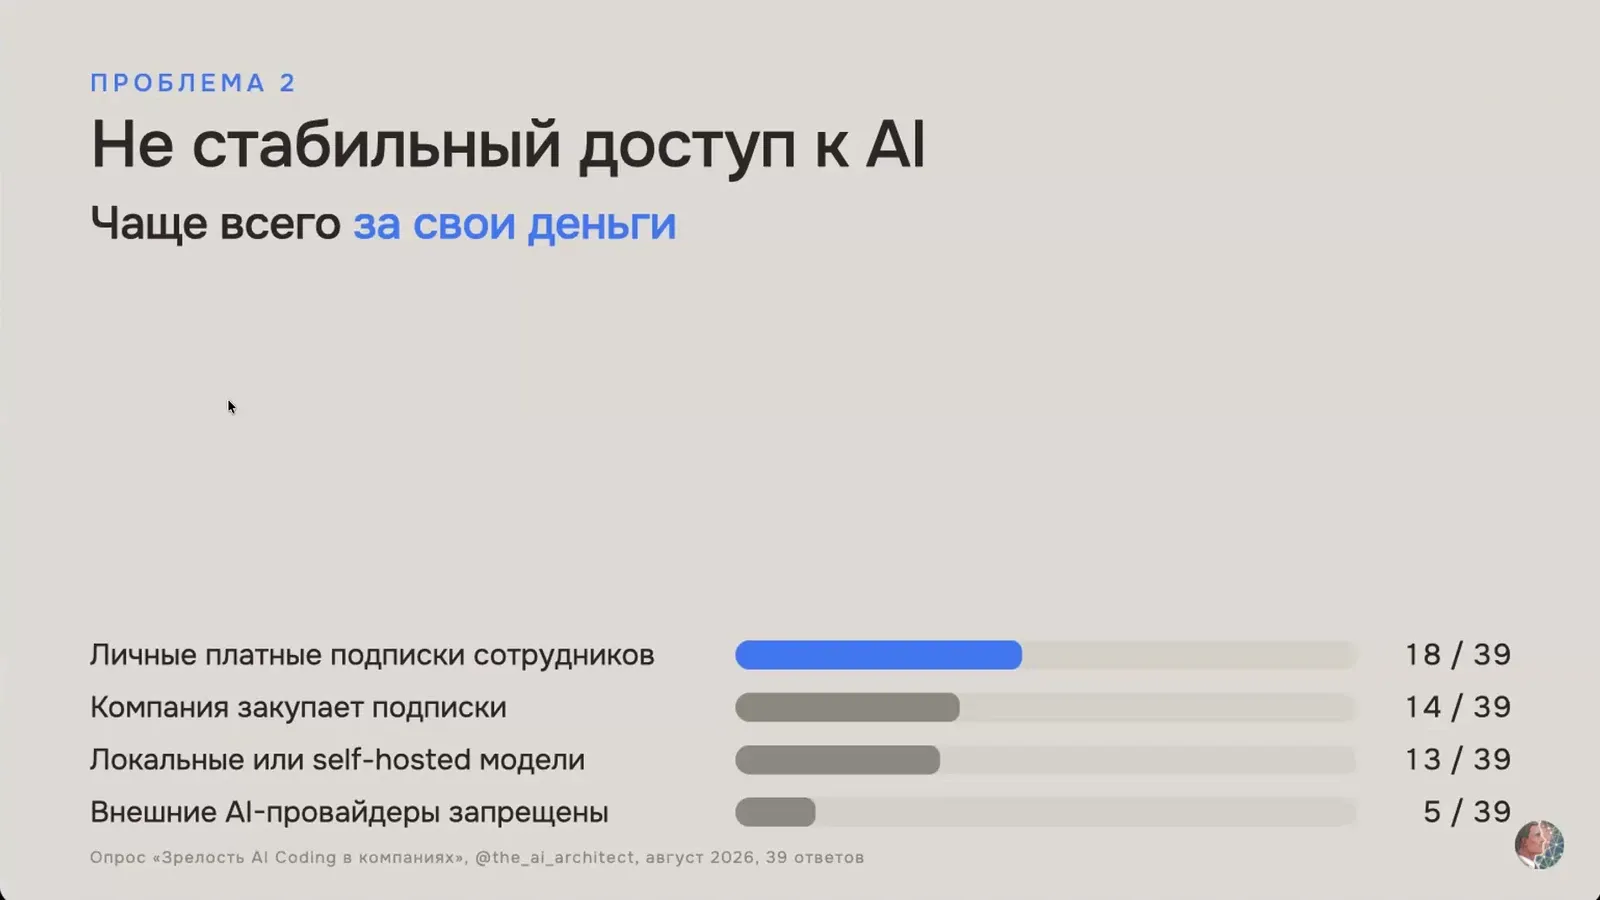 ПРОБЛЕМА 2
Не стабильный доступ к AI
Чаще всего за свои деньги
Личные платные подписки сотрудников 18 / 39
Компания закупает подписки 14 / 39
Локальные или self-hosted модели 13 / 39
Внешние AI-провайдеры запрещены 5 / 39
Опрос «Зрелость AI Coding в компаниях», @the_ai_architect, август 2026, 39 ответов